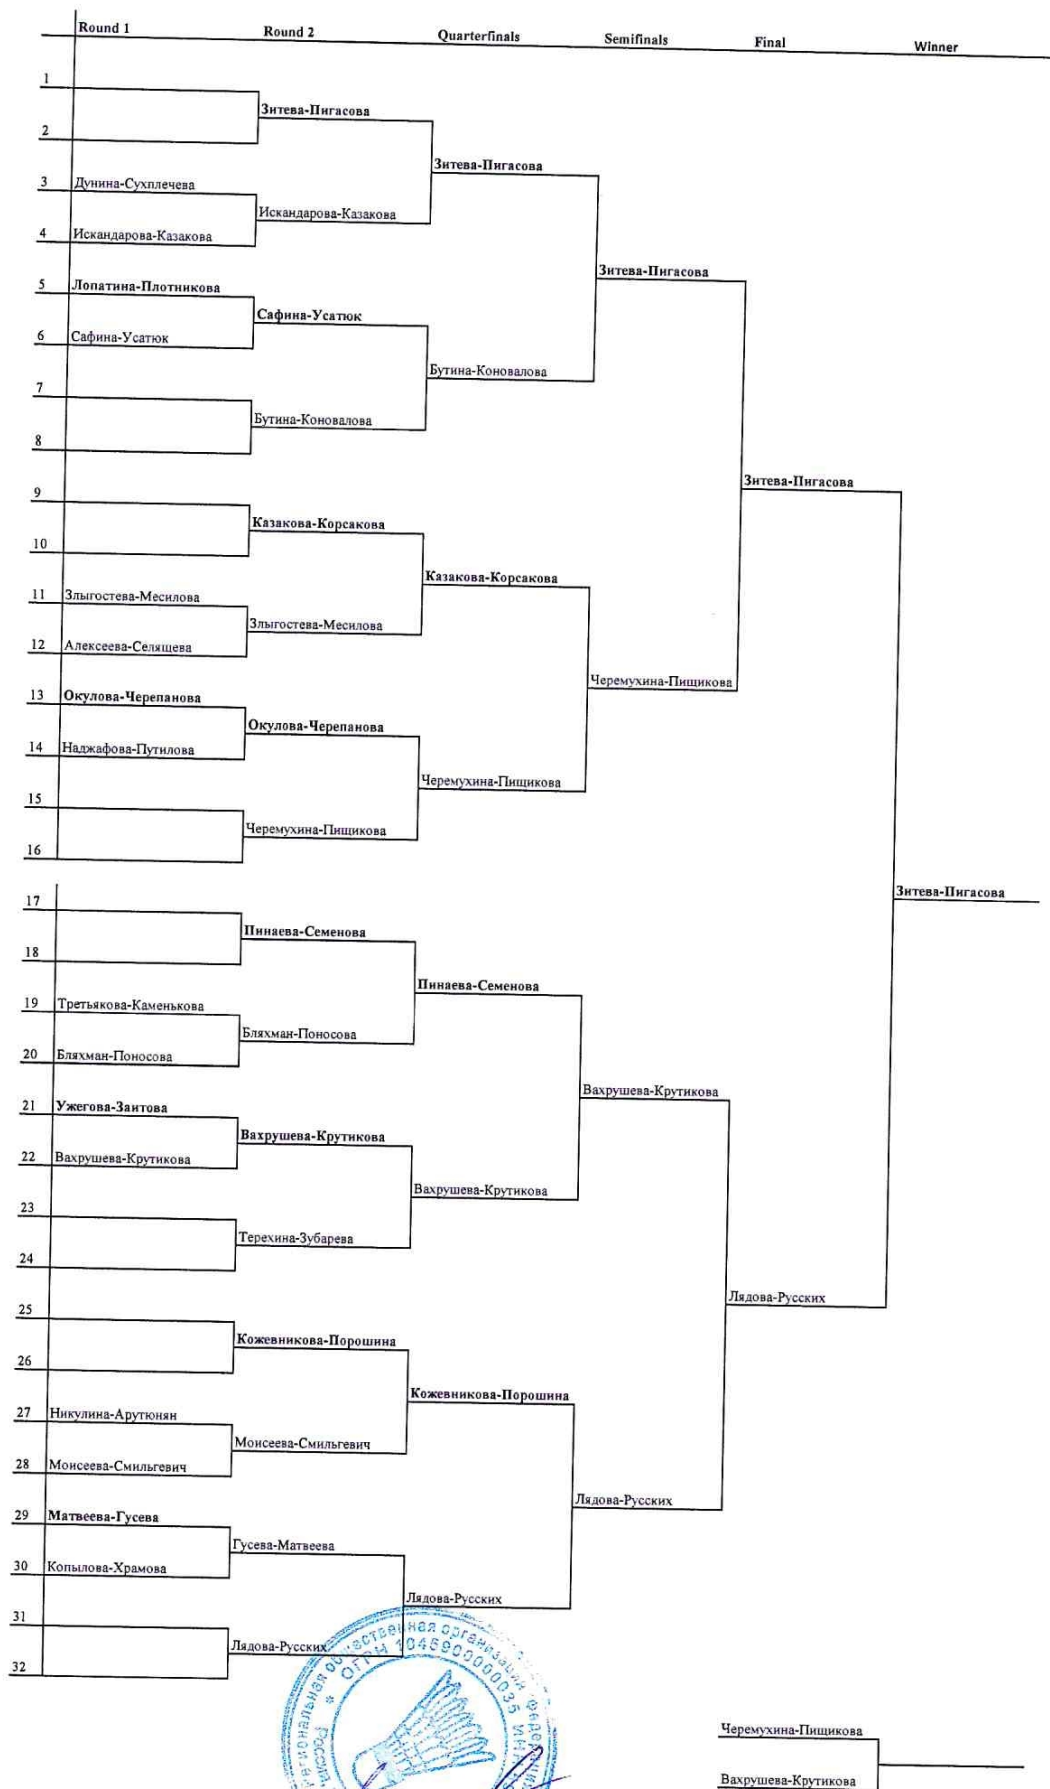 Round 1 Round 2 Quarterfinals Semifinals Final Winner
1
Зитева-Пигасова
2
Зитева-Пигасова
3 Дунина-Сухплечева
Искандарова-Казакова
4 Искандарова-Казакова
Зитева-Пигасова
5 Лопатина-Плотникова
Сафина-Усатюк
6 Сафина-Усатюк
Бутина-Коновалова
7
Бутина-Коновалова
8
Зитева-Пигасова
9
Казакова-Корсакова
10
Казакова-Корсакова
11 Злыгостева-Месилова
Злыгостева-Месилова
12 Алексеева-Селящева
Черемухина-Пищикова
13 Окулова-Черепанова
Окулова-Черепанова
14 Наджафова-Путилова
Черемухина-Пищикова
15
Черемухина-Пищикова
16
Зитева-Пигасова
17
Пинаева-Семенова
18
Пинаева-Семенова
19 Третьякова-Каменькова
Бляхман-Поносова
20 Бляхман-Поносова
Вахрушева-Крутикова
21 Ужегова-Заитова
Вахрушева-Крутикова
22 Вахрушева-Крутикова
Вахрушева-Крутикова
23
Терехина-Зубарева
24
Лядова-Русских
25
Кожевникова-Порошина
26
Кожевникова-Порошина
27 Никулина-Арутюнян
Моисеева-Смильгевич
28 Моисеева-Смильгевич
Лядова-Русских
29 Матвеева-Гусева
Гусева-Матвеева
30 Копылова-Храмова
Лядова-Русских
31
Лядова-Русских
32
региональная общественная организация
ОГРН 1045900000035 ИНН
Черемухина-Пищикова
Вахрушева-Крутикова